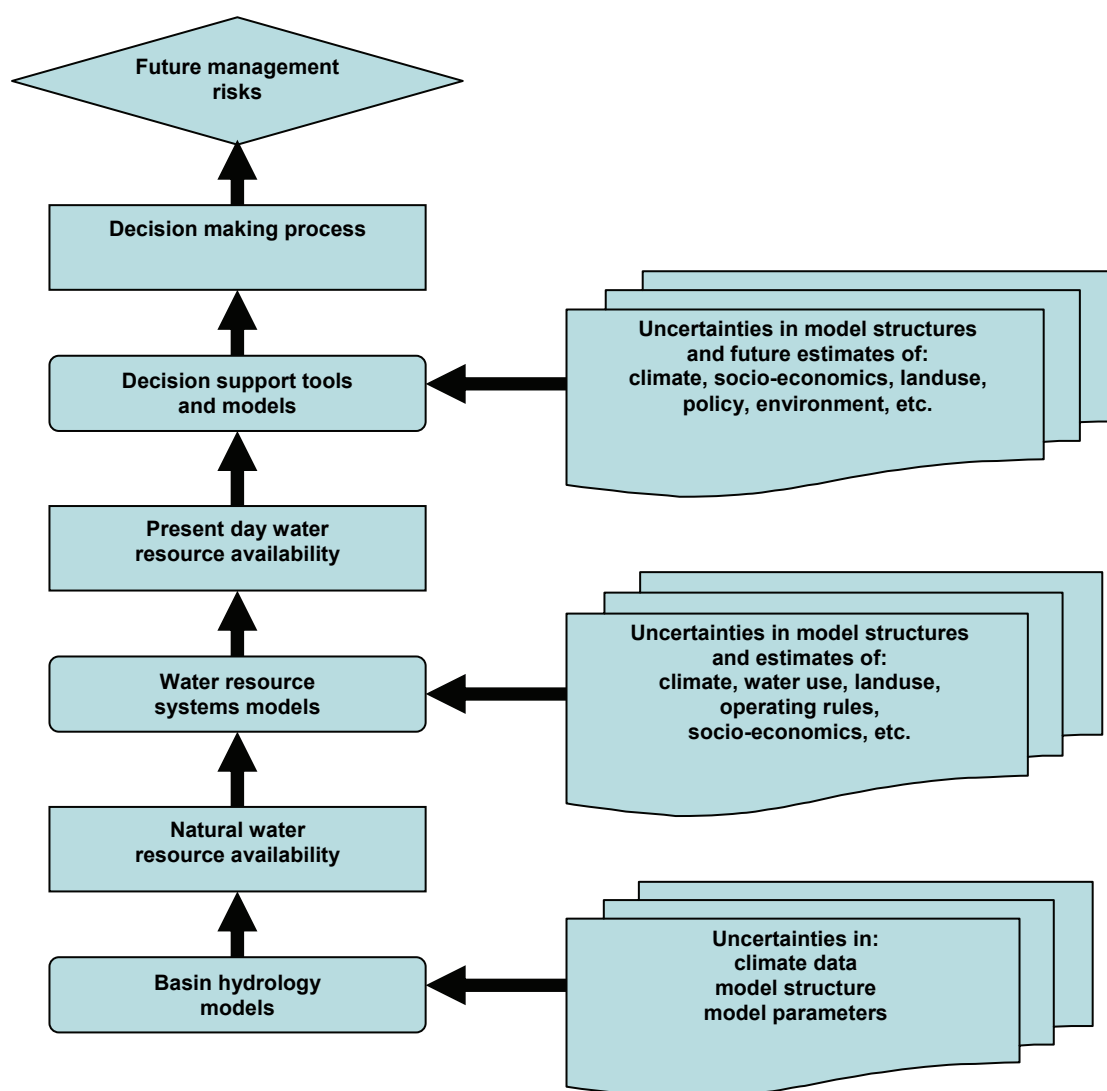 Future management
risks
Decision making process
Uncertainties in model structures
and future estimates of:
climate, socio-economics, landuse,
policy, environment, etc.
Decision support tools
and models
Present day water
resource availability
Uncertainties in model structures
and estimates of:
climate, water use, landuse,
operating rules,
socio-economics, etc.
Water resource
systems models
Natural water
resource availability
Uncertainties in:
climate data
model structure
model parameters
Basin hydrology
models